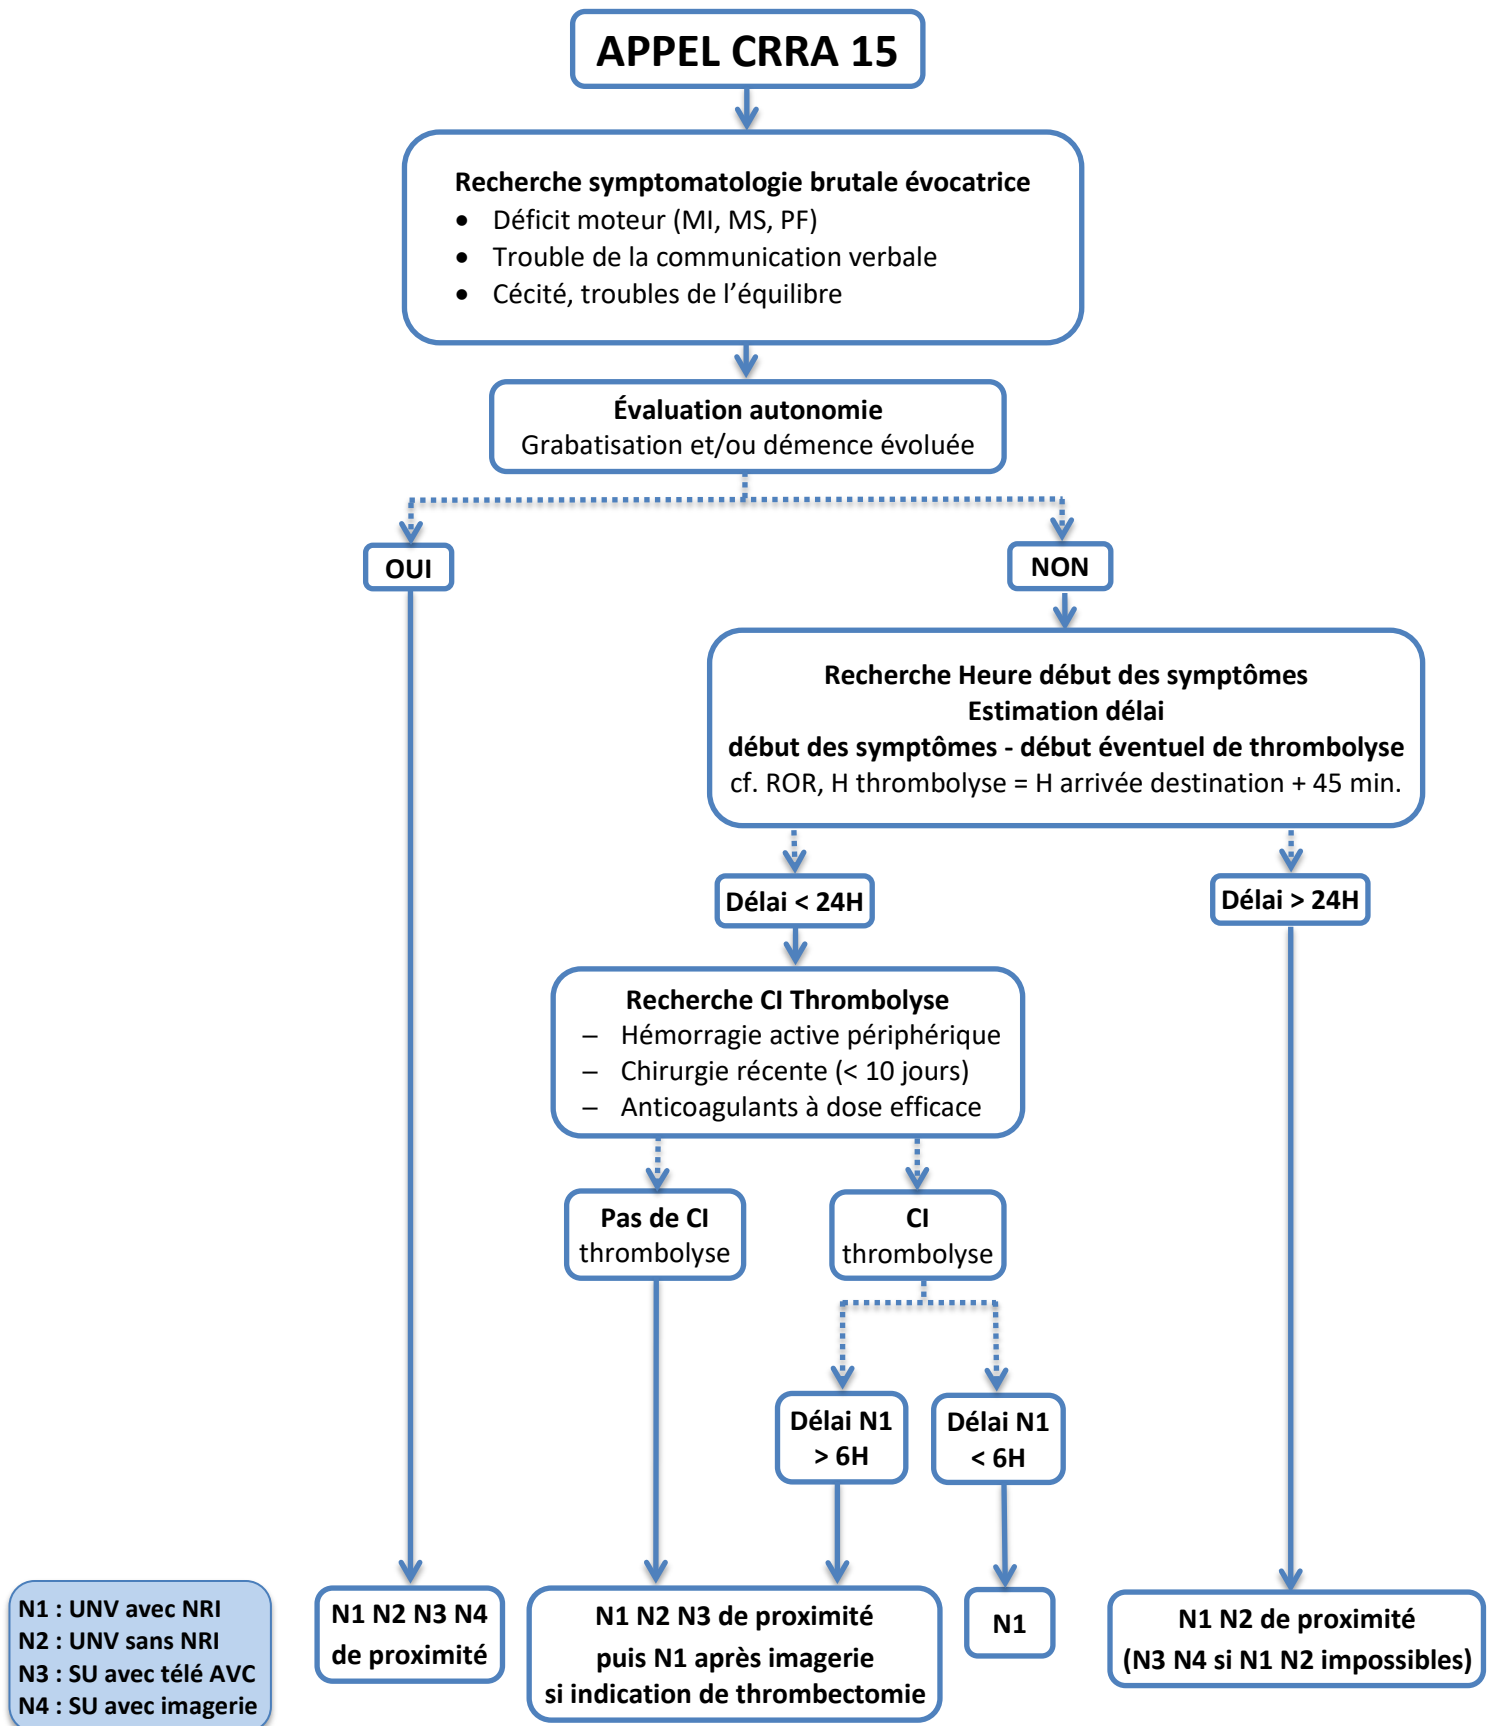 APPEL CRRA 15
Recherche symptomatologie brutale évocatrice
• Déficit moteur (MI, MS, PF)
• Trouble de la communication verbale
• Cécité, troubles de l'équilibre
Évaluation autonomie
Grabatisation et/ou démence évoluée
OUI
NON
Recherche Heure début des symptômes
Estimation délai
début des symptômes - début éventuel de thrombolyse
cf. ROR, H thrombolyse = H arrivée destination + 45 min.
Délai < 24H
Délai > 24H
Recherche CI Thrombolyse
– Hémorragie active périphérique
– Chirurgie récente (< 10 jours)
– Anticoagulants à dose efficace
Pas de CI
thrombolyse
CI
thrombolyse
Délai N1
> 6H
Délai N1
< 6H
N1 : UNV avec NRI
N2 : UNV sans NRI
N3 : SU avec télé AVC
N4 : SU avec imagerie
N1 N2 N3 N4
de proximité
N1 N2 N3 de proximité
puis N1 après imagerie
si indication de thrombectomie
N1
N1 N2 de proximité
(N3 N4 si N1 N2 impossibles)